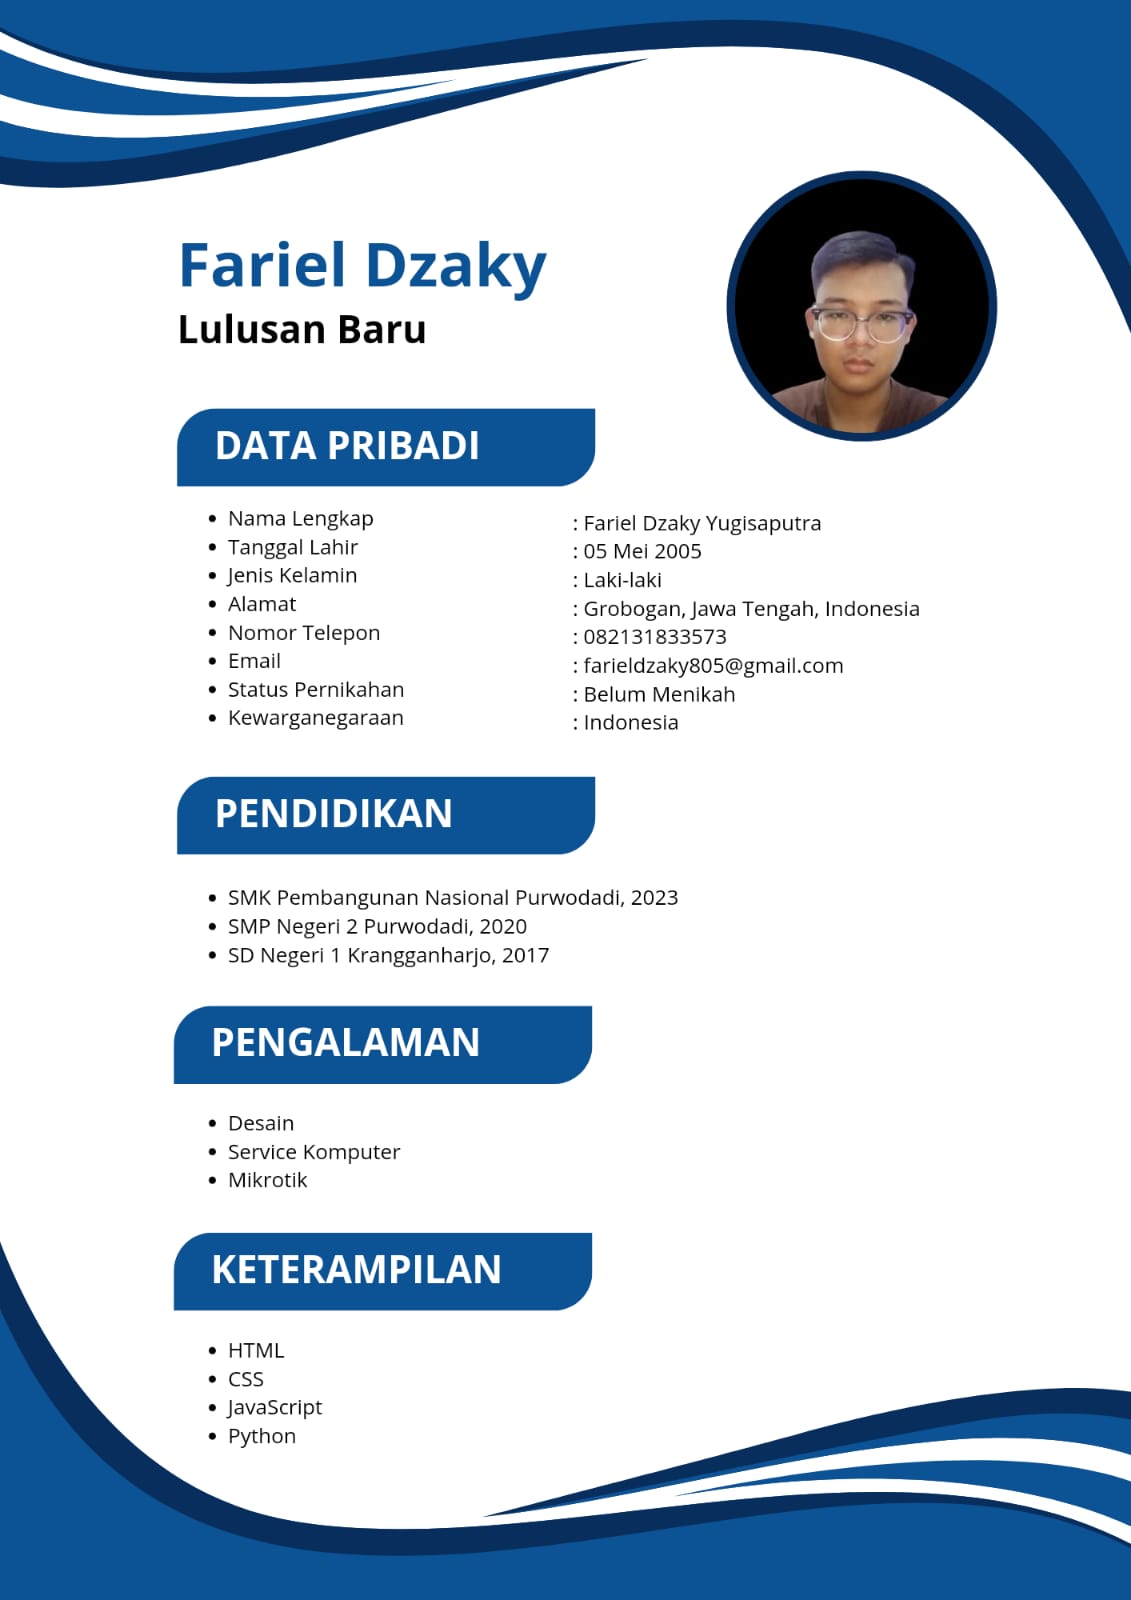 Fariel Dzaky
Lulusan Baru
DATA PRIBADI
• Nama Lengkap : Fariel Dzaky Yugisaputra
• Tanggal Lahir : 05 Mei 2005
• Jenis Kelamin : Laki-laki
• Alamat : Grobogan, Jawa Tengah, Indonesia
• Nomor Telepon : 082131833573
• Email : farieldzaky805@gmail.com
• Status Pernikahan : Belum Menikah
• Kewarganegaraan : Indonesia
PENDIDIKAN
• SMK Pembangunan Nasional Purwodadi, 2023
• SMP Negeri 2 Purwodadi, 2020
• SD Negeri 1 Krangganharjo, 2017
PENGALAMAN
• Desain
• Service Komputer
• Mikrotik
KETERAMPILAN
• HTML
• CSS
• JavaScript
• Python